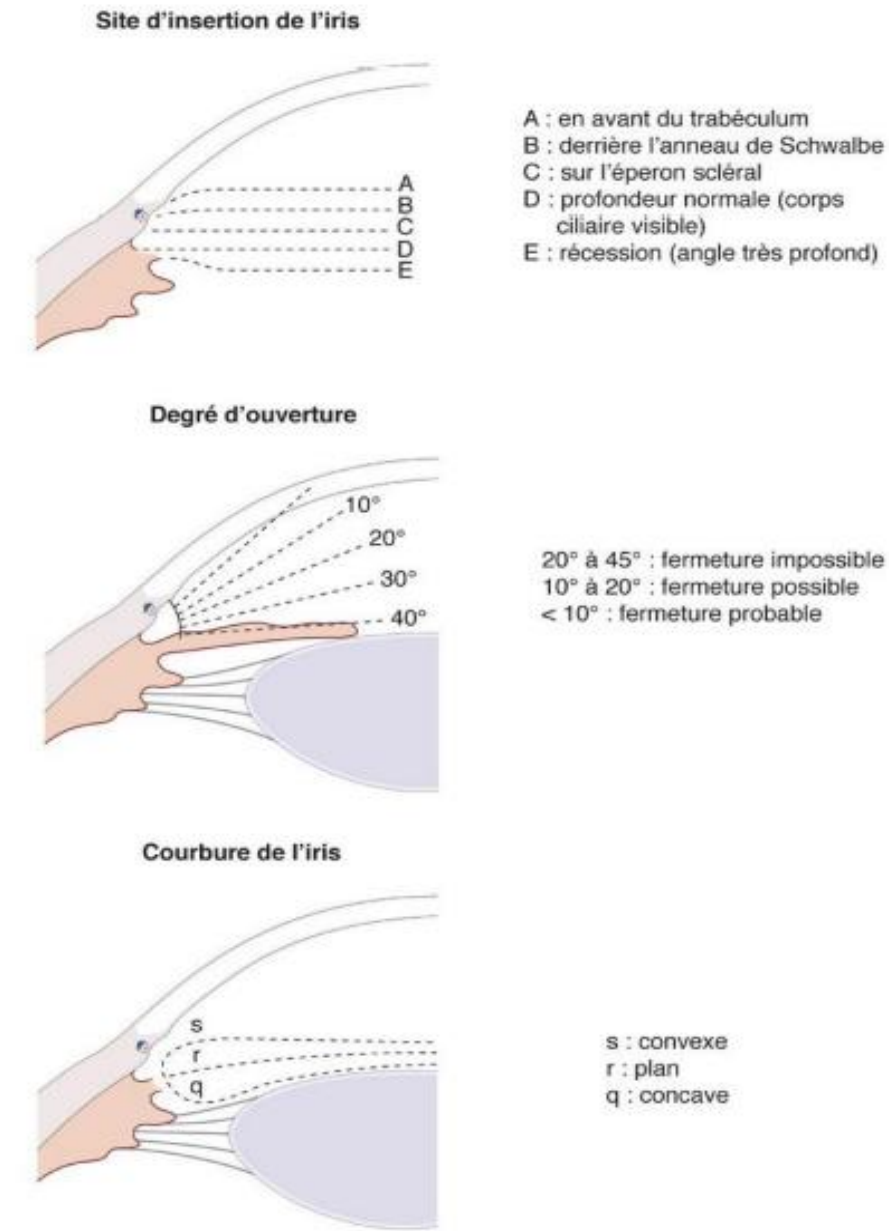 Site d'insertion de l'iris
A
B
C
D
E
A : en avant du trabéculum
B : derrière l'anneau de Schwalbe
C : sur l'éperon scléral
D : profondeur normale (corps
ciliaire visible)
E : récession (angle très profond)
Degré d'ouverture
10°
20°
30°
40°
20° à 45° : fermeture impossible
10° à 20° : fermeture possible
< 10° : fermeture probable
Courbure de l'iris
s
r
q
s : convexe
r : plan
q : concave